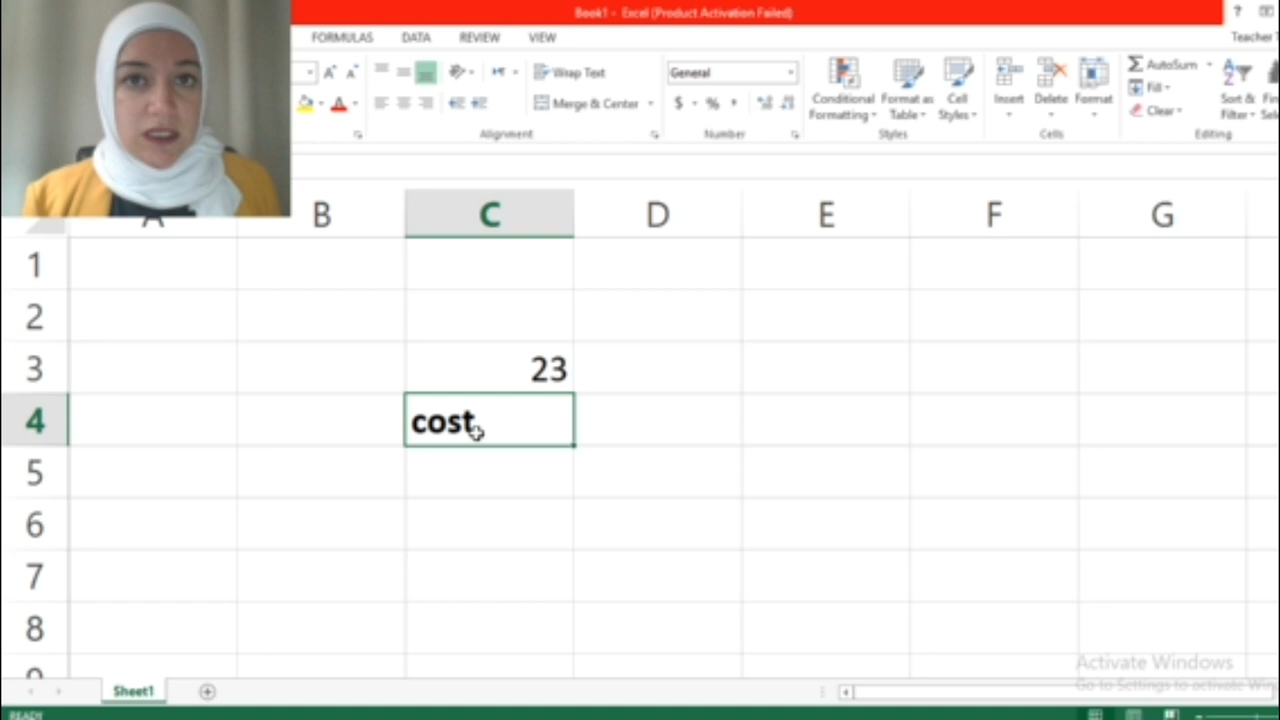 Book1 - Excel (Product Activation Failed)
?
FORMULAS DATA REVIEW VIEW
Teacher T
Wrap Text
General
AutoSum
Fill
Merge & Center
$ %
Conditional Formatting
Format as Table
Cell Styles
Insert Delete Format
Clear
Sort & Filter
Alignment Number Styles Cells Editing
A B C D E F G
1
2
3 23
4 cost
5
6
7
8
9
Activate Windows
Go to Settings to activate Win
Sheet1
READY